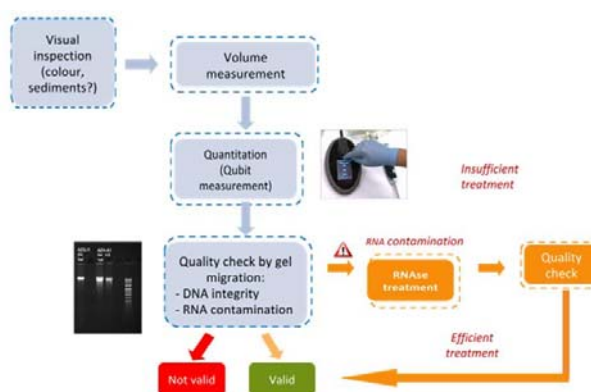 Visual
inspection
(colour,
sediments?)
Volume
measurement
Quantitation
(Qubit
measurement)
Insufficient
treatment
Quality check by gel
migration:
- DNA integrity
- RNA contamination
RNA contamination
RNAse
treatment
Quality
check
Efficient
treatment
Not valid
Valid